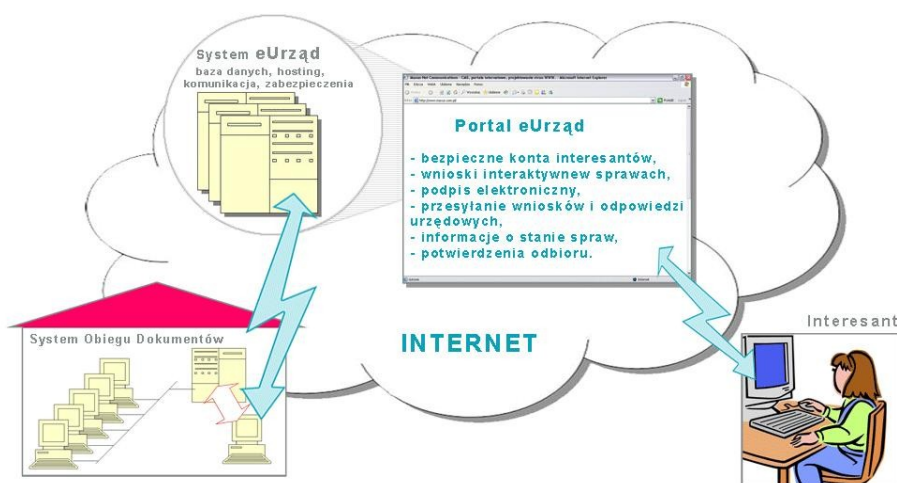 System eUrząd
baza danych, hosting,
komunikacja, zabezpieczenia
Portal eUrząd
- bezpieczne konta interesantów,
- wnioski interaktywnew sprawach,
- podpis elektroniczny,
- przesyłanie wniosków i odpowiedzi
urzędowych,
- informacje o stanie spraw,
- potwierdzenia odbioru.
System Obiegu Dokumentów
INTERNET
Interesant